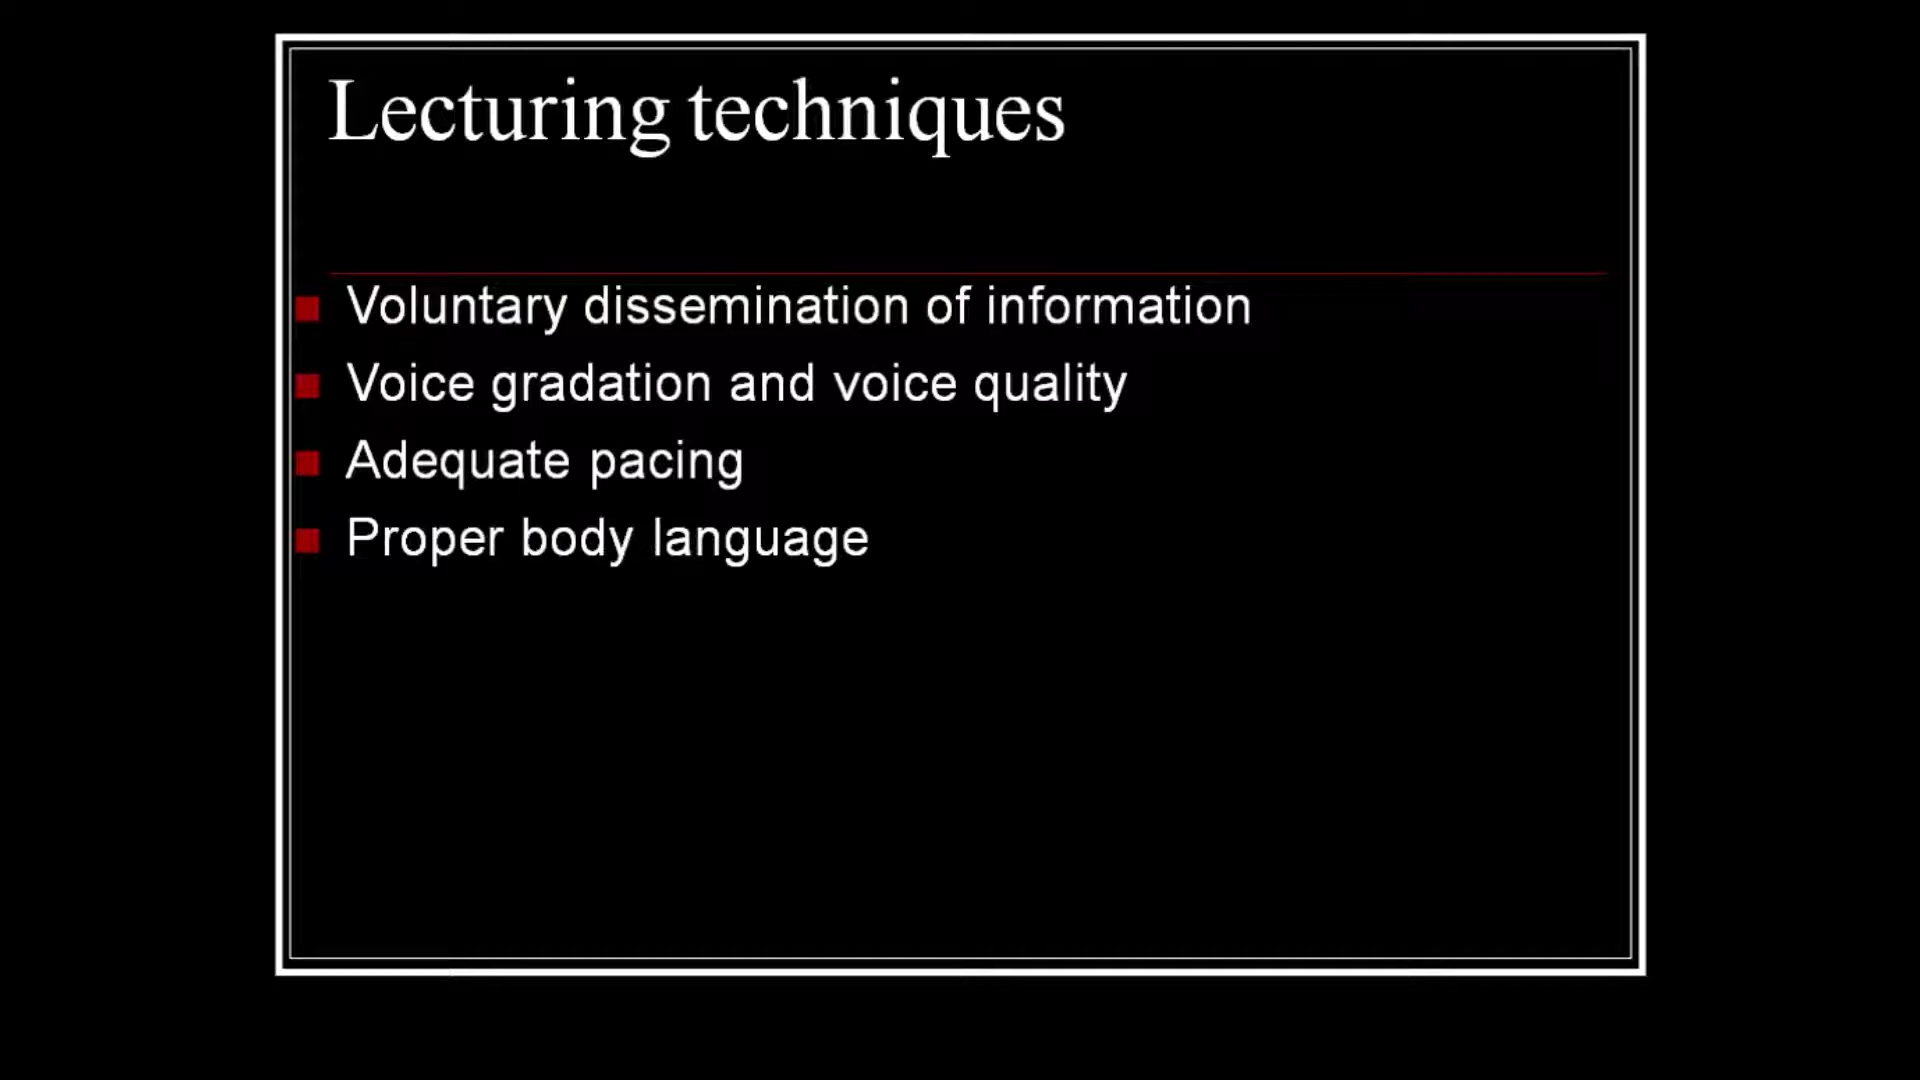 Lecturing techniques
Voluntary dissemination of information
Voice gradation and voice quality
Adequate pacing
Proper body language